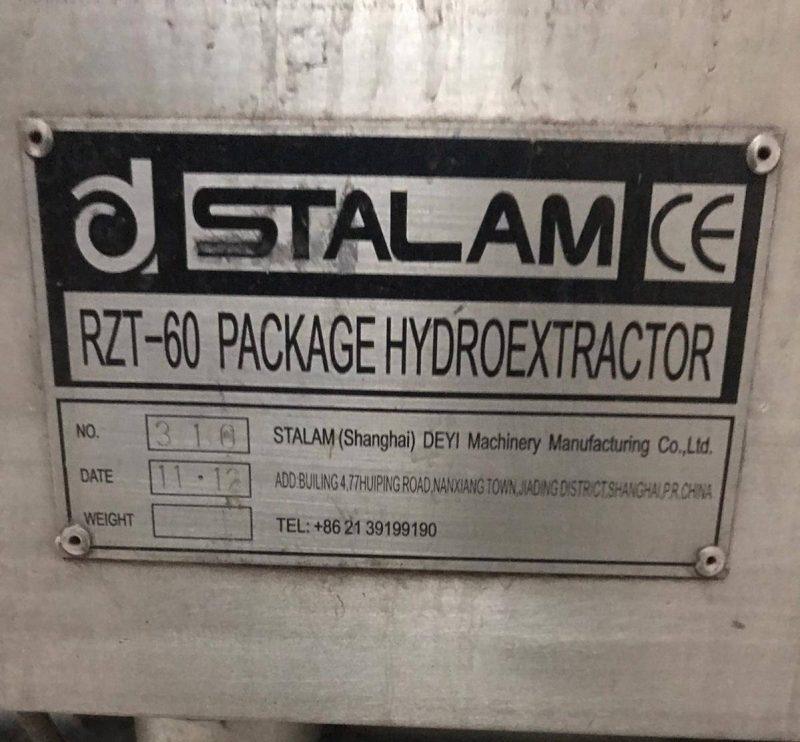 d STALAM CE
RZT-60 PACKAGE HYDROEXTRACTOR
NO. 310 STALAM (Shanghai) DEYI Machinery Manufacturing Co.,Ltd.
DATE 11·12 ADD:BUILING 4,77HUIPING ROAD,NANXIANG TOWN,JIADING DISTRICT,SHANGHAI,P.R.CHINA
WEIGHT TEL: +86 21 39199190